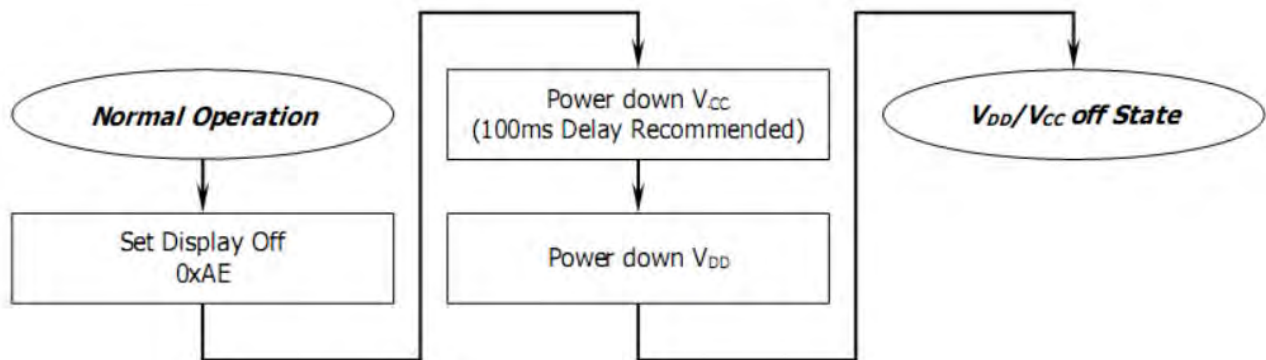 Normal Operation
Set Display Off
0xAE
Power down VCC
(100ms Delay Recommended)
Power down VDD
VDD/VCC off State